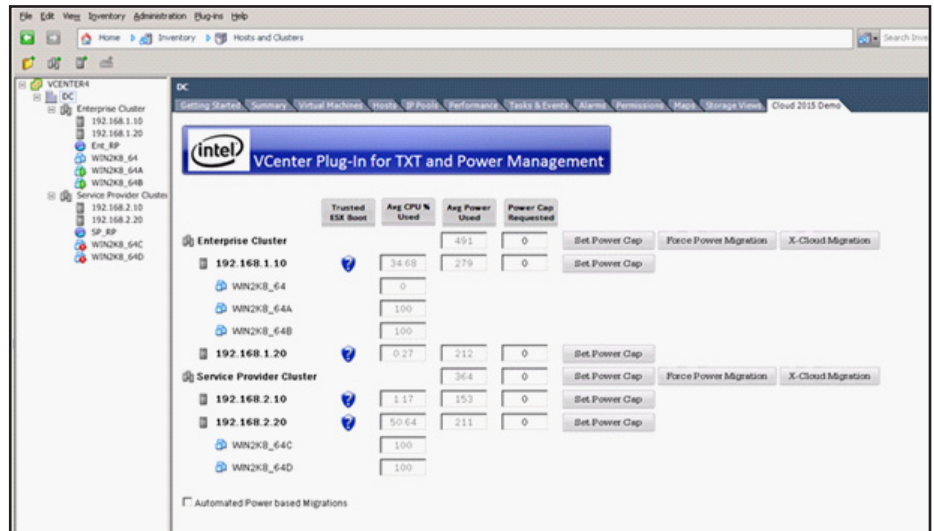 File Edit View Inventory Administration Plug-ins Help
Home Inventory Hosts and Clusters
Search Inve
VCENTER4
DC
Enterprise Cluster
192.168.1.10
192.168.1.20
Ent_RP
WIN2K8_64
WIN2K8_64A
WIN2K8_64B
Service Provider Cluster
192.168.2.10
192.168.2.20
SP_RP
WIN2K8_64C
WIN2K8_64D
DC
Getting Started Summary Virtual Machines Hosts IP Pools Performance Tasks & Events Alarms Permissions Maps Storage Views Cloud 2015 Demo
intel VCenter Plug-In for TXT and Power Management
Trusted ESX Boot Avg CPU % Used Avg Power Used Power Cap Requested
Enterprise Cluster 491 0 Set Power Cap Force Power Migration X-Cloud Migration
192.168.1.10 34.68 279 0 Set Power Cap
WIN2K8_64 0
WIN2K8_64A 100
WIN2K8_64B 100
192.168.1.20 0.27 212 0 Set Power Cap
Service Provider Cluster 364 0 Set Power Cap Force Power Migration X-Cloud Migration
192.168.2.10 1.17 153 0 Set Power Cap
192.168.2.20 50.64 211 0 Set Power Cap
WIN2K8_64C 100
WIN2K8_64D 100
Automated Power based Migrations